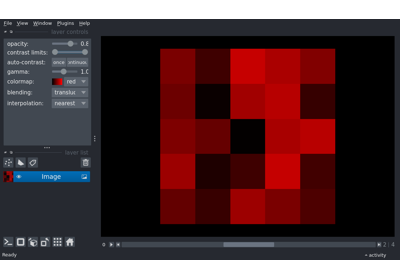 File View Window Plugins Help
layer controls
opacity: 0.8
contrast limits:
auto-contrast: once continuous
gamma: 1.0
colormap: red
blending: translu
interpolation: nearest
layer list
Image
2 / 4
Ready
activity